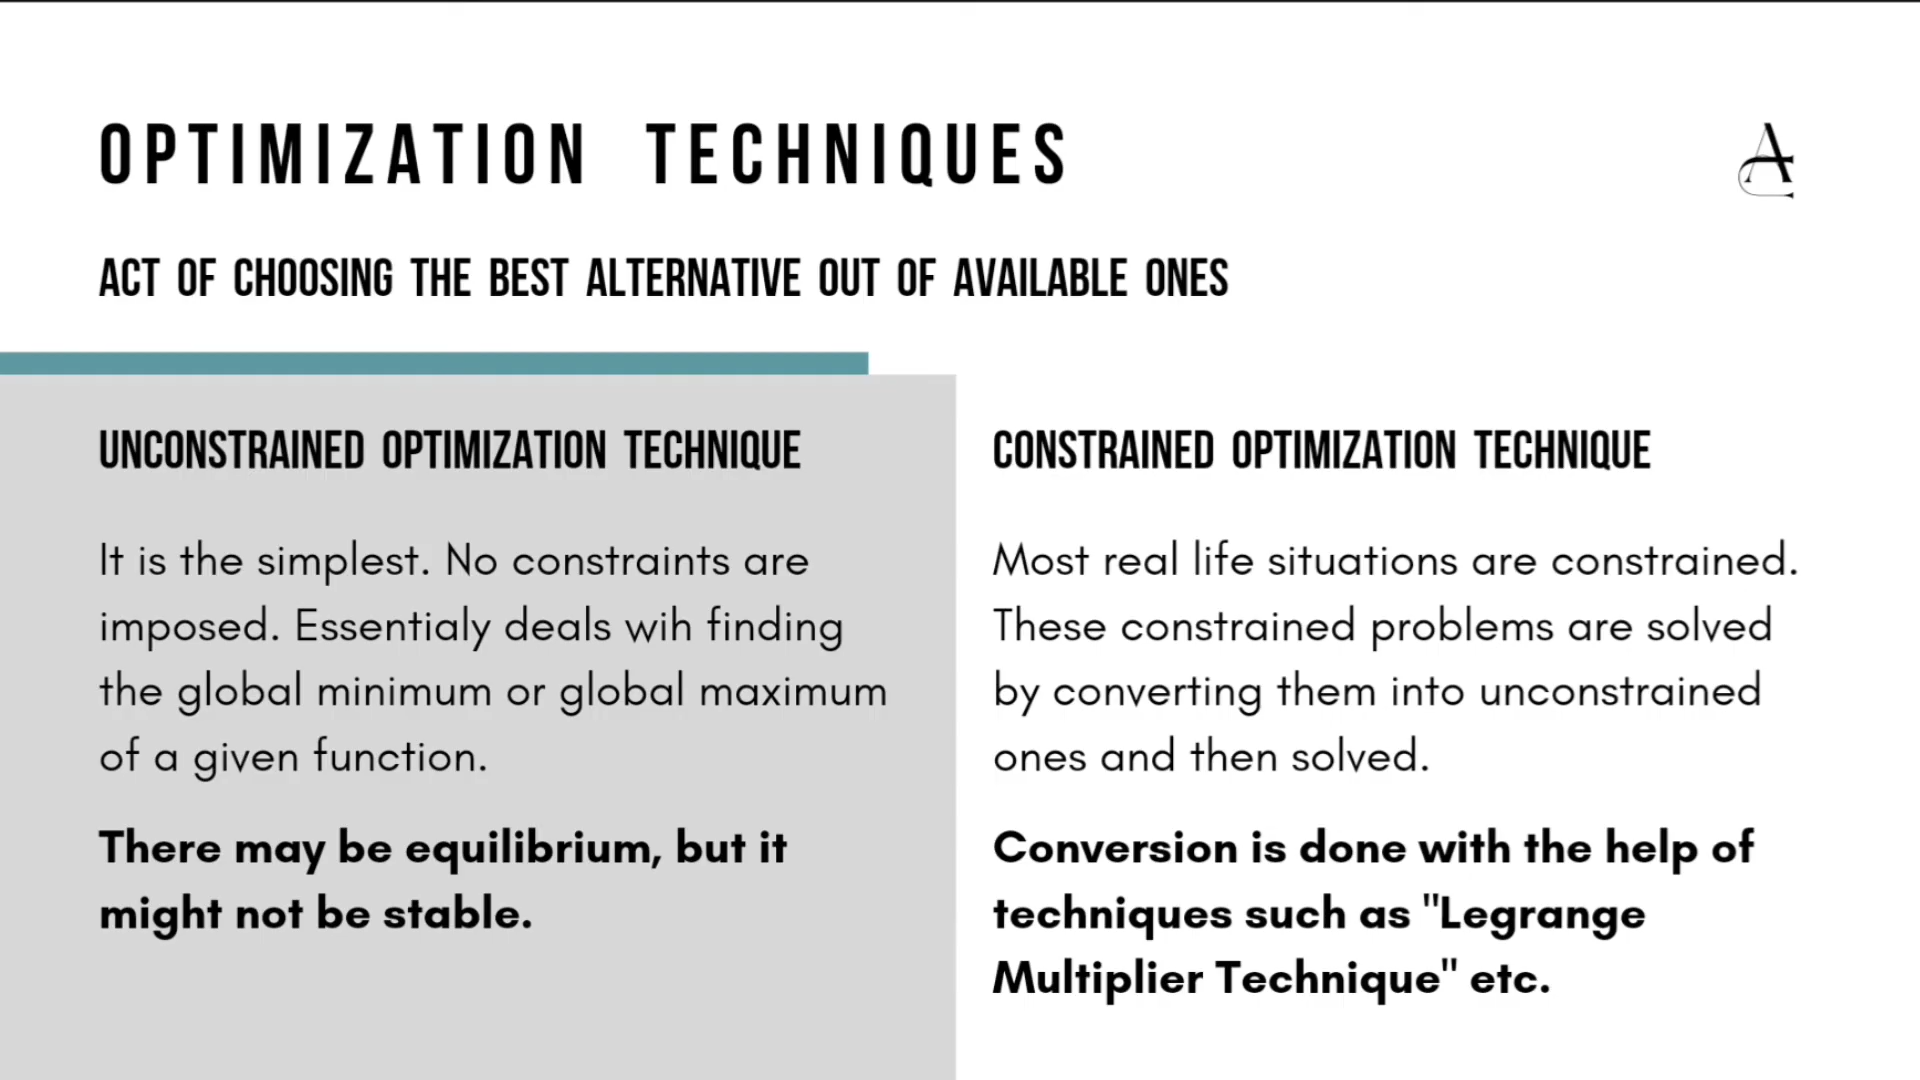 OPTIMIZATION TECHNIQUES
A
ACT OF CHOOSING THE BEST ALTERNATIVE OUT OF AVAILABLE ONES
UNCONSTRAINED OPTIMIZATION TECHNIQUE
It is the simplest. No constraints are
imposed. Essentialy deals wih finding
the global minimum or global maximum
of a given function.
There may be equilibrium, but it
might not be stable.
CONSTRAINED OPTIMIZATION TECHNIQUE
Most real life situations are constrained.
These constrained problems are solved
by converting them into unconstrained
ones and then solved.
Conversion is done with the help of
techniques such as "Legrange
Multiplier Technique" etc.